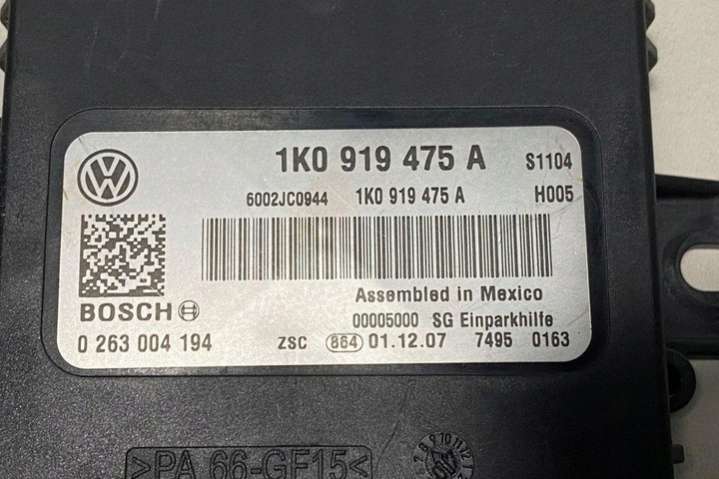 1K0 919 475 A S1104
6002JC0944 1K0 919 475 A H005
BOSCH
Assembled in Mexico
00005000 SG Einparkhilfe
0 263 004 194 ZSC 864 01.12.07 7495 0163
>PA 66-GF15<